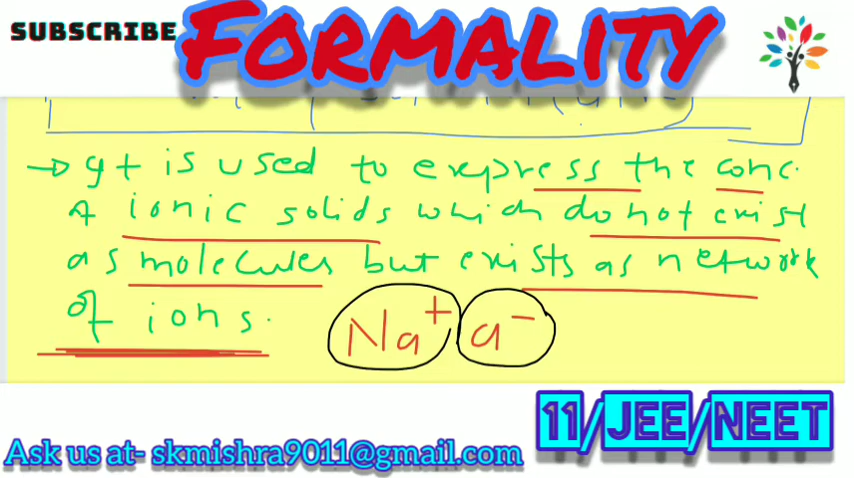 SUBSCRIBE
FORMALITY
→ It is used to express the conc.
of ionic solids which do not exist
as molecules but exists as network
of ions.
Na+ Cl-
11/JEE/NEET
Ask us at- skmishra9011@gmail.com